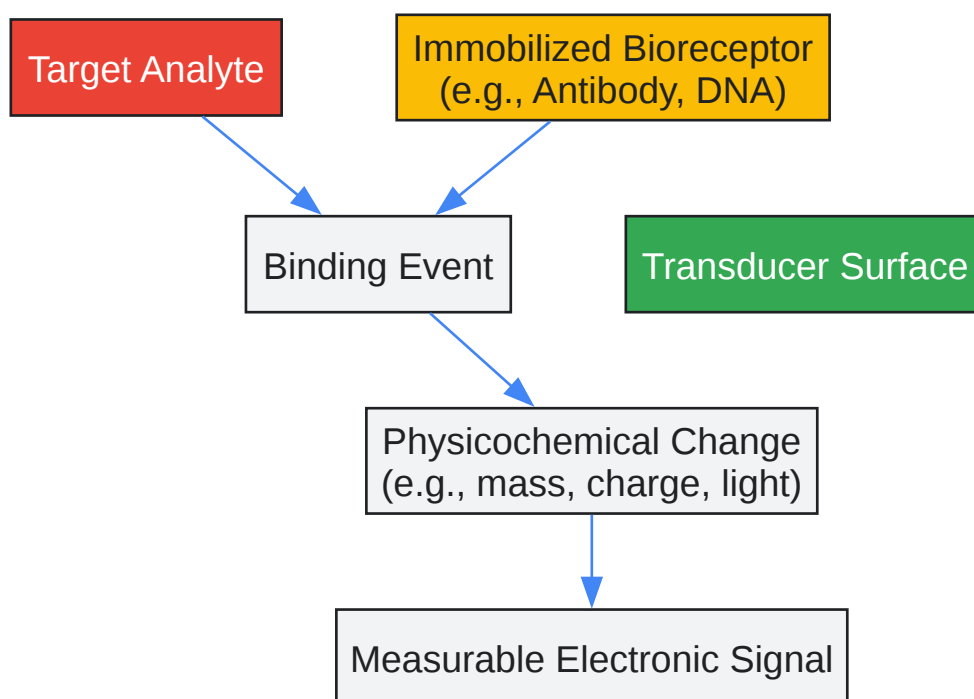 Target Analyte
Immobilized Bioreceptor
(e.g., Antibody, DNA)
Binding Event
Transducer Surface
Physicochemical Change
(e.g., mass, charge, light)
Measurable Electronic Signal